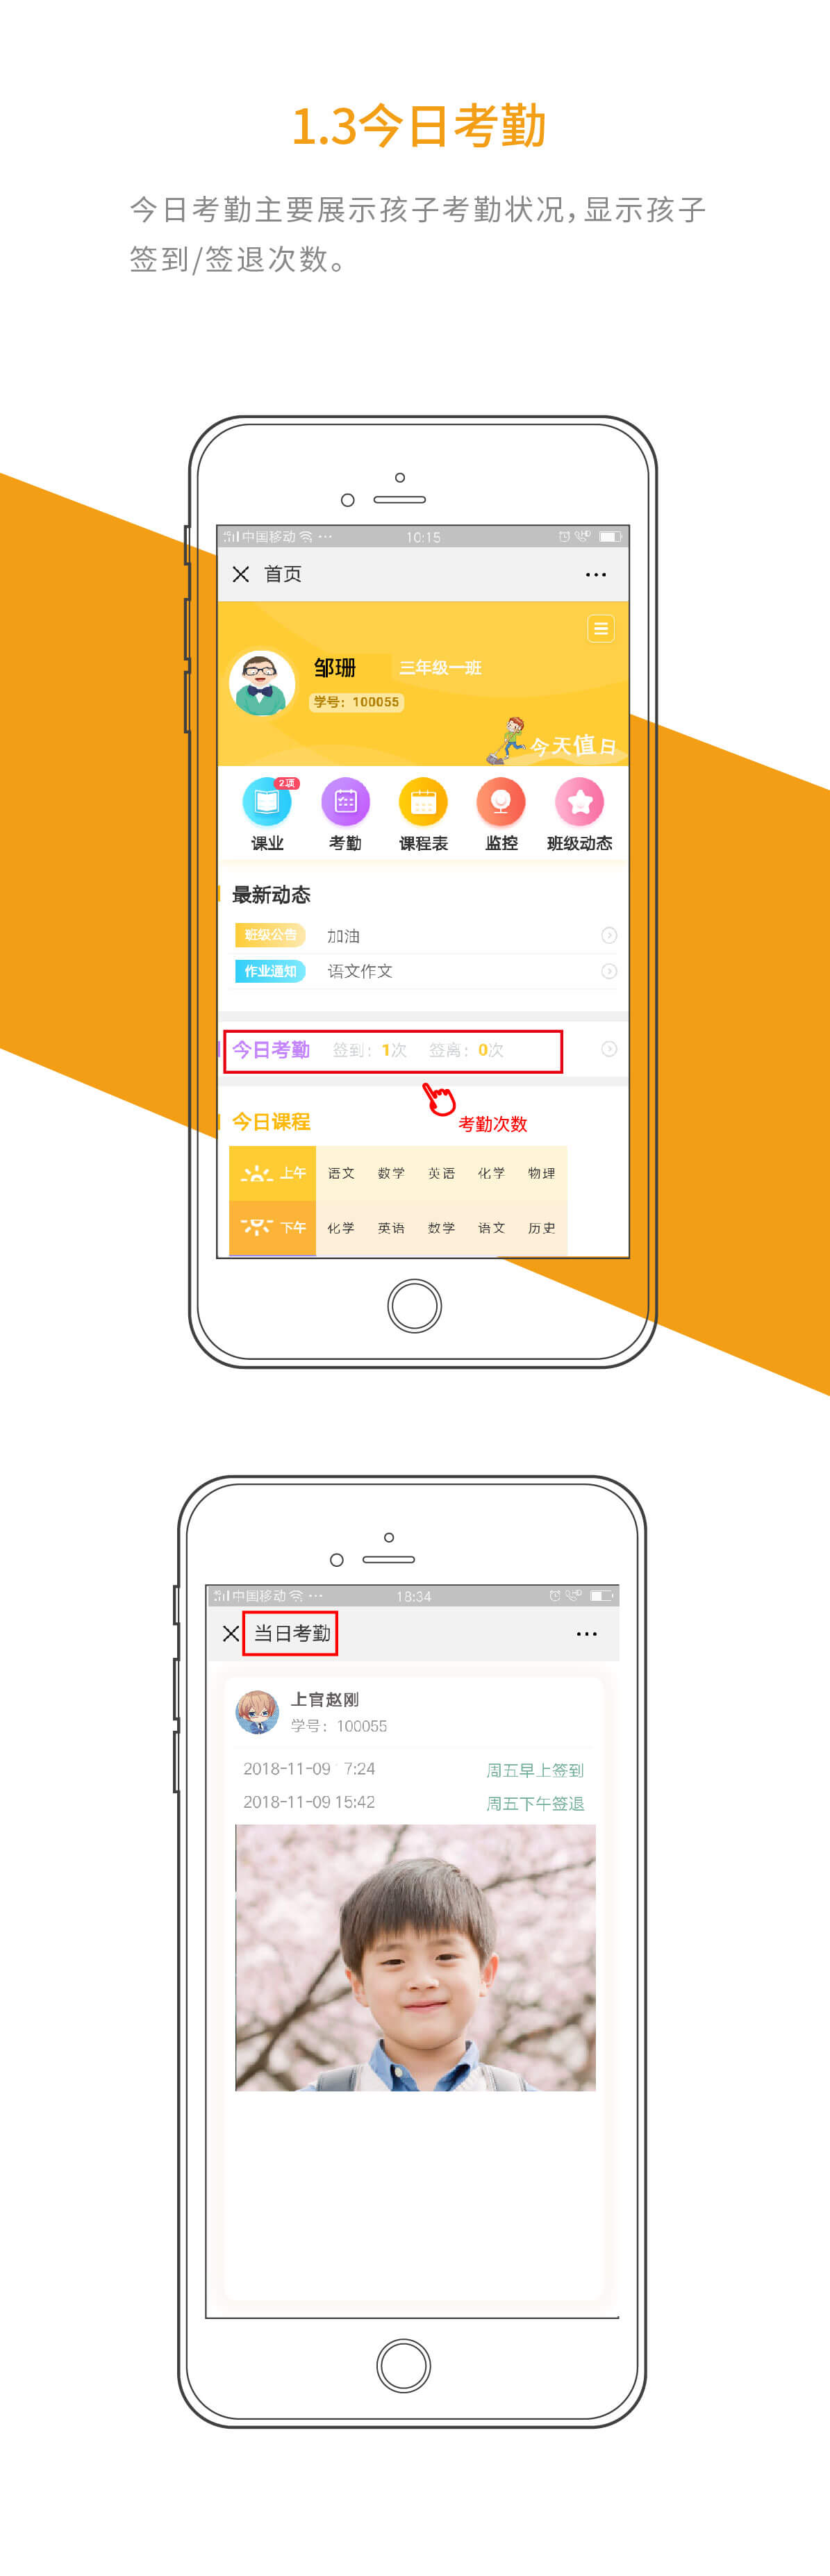 1.3今日考勤
今日考勤主要展示孩子考勤状况，显示孩子
签到/签退次数。
中国移动 ··· 10:15
首页
邹珊 三年级一班
学号：100055
今天值日
2项
课业 考勤 课程表 监控 班级动态
最新动态
班级公告 加油
作业通知 语文作文
今日考勤 签到：1次 签离：0次
考勤次数
今日课程
上午 语文 数学 英语 化学 物理
下午 化学 英语 数学 语文 历史
中国移动 ··· 18:34
当日考勤
上官赵刚
学号：100055
2018-11-09 7:24 周五早上签到
2018-11-09 15:42 周五下午签退